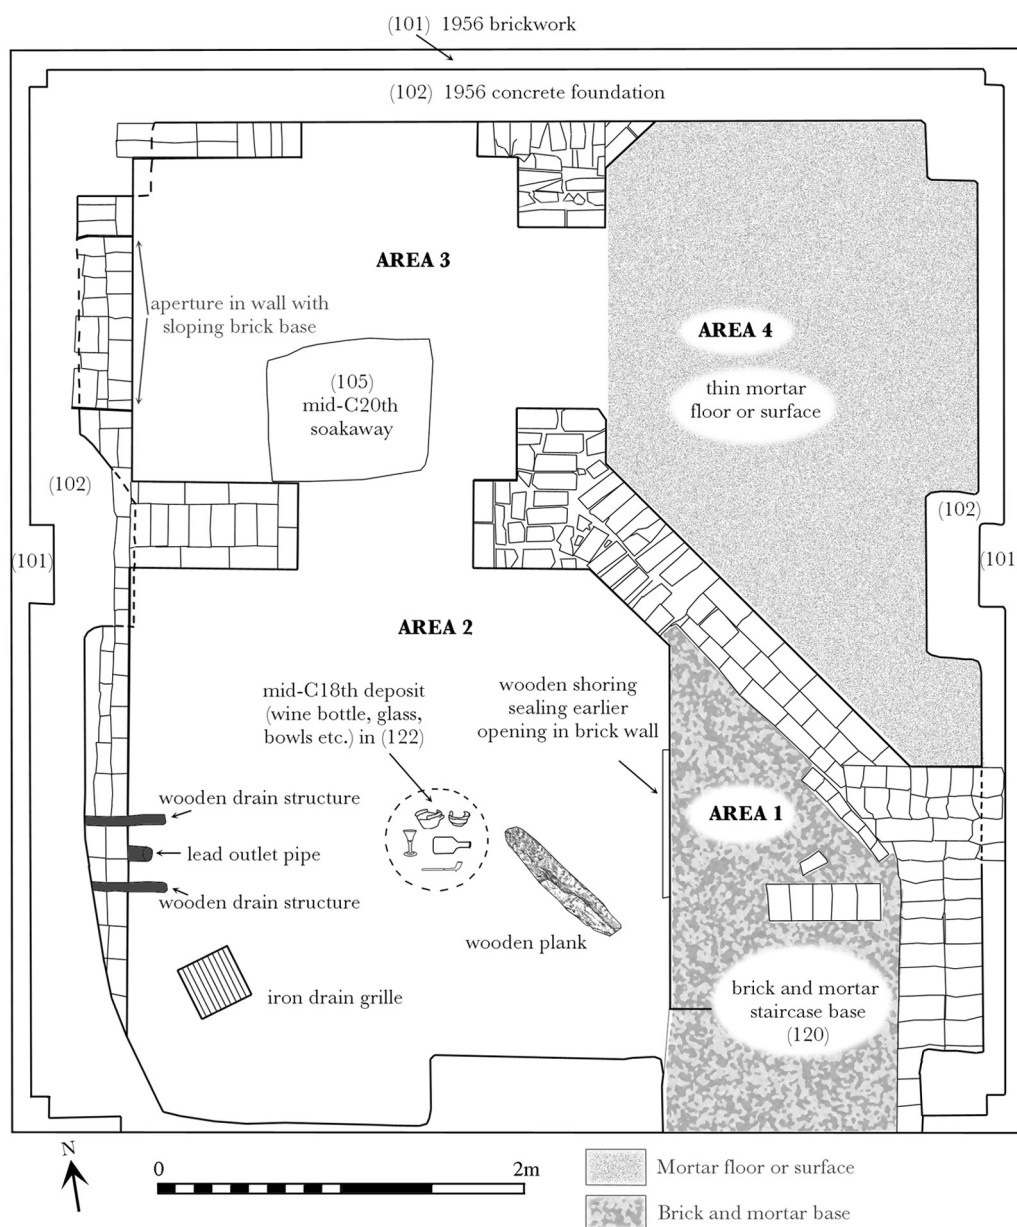 (101) 1956 brickwork
(102) 1956 concrete foundation
AREA 3
aperture in wall with
sloping brick base
AREA 4
thin mortar
floor or surface
(105)
mid-C20th
soakaway
(102)
(102)
(101)
(101
AREA 2
mid-C18th deposit
(wine bottle, glass,
bowls etc.) in (122)
wooden shoring
sealing earlier
opening in brick wall
wooden drain structure
AREA 1
lead outlet pipe
wooden drain structure
wooden plank
iron drain grille
brick and mortar
staircase base
(120)
N
0 2m
Mortar floor or surface
Brick and mortar base